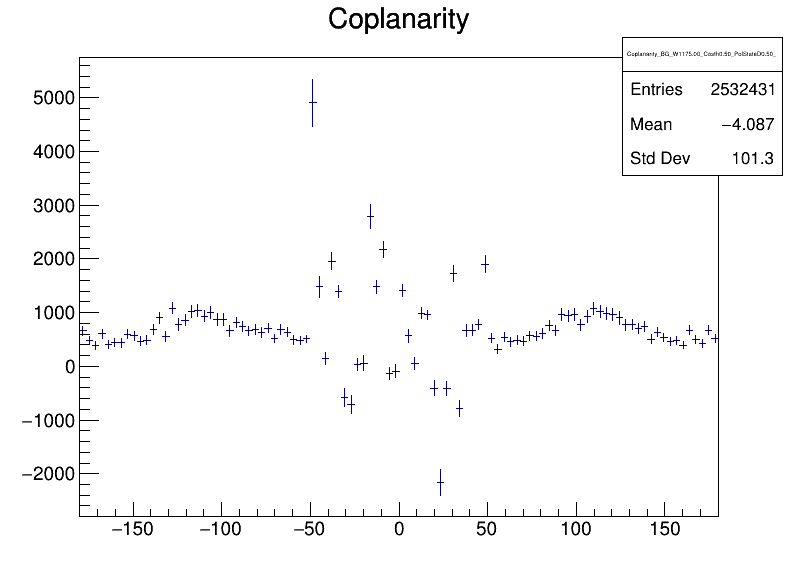 Coplanarity
Coplanarity_BG_W1175.00_Costh0.50_PolStateD0.50_
Entries 2532431
Mean −4.087
Std Dev 101.3
5000
4000
3000
2000
1000
0
−1000
−2000
−150 −100 −50 0 50 100 150